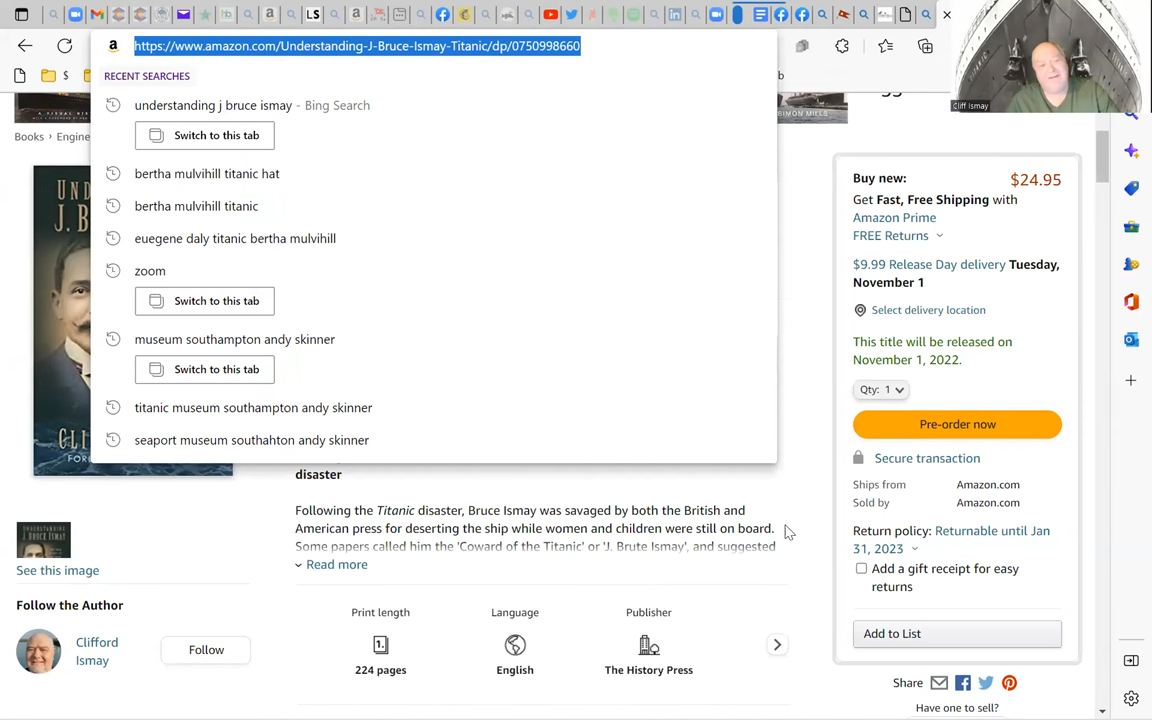 LS
https://www.amazon.com/Understanding-J-Bruce-Ismay-Titanic/dp/0750998660
RECENT SEARCHES
understanding j bruce ismay - Bing Search
Switch to this tab
bertha mulvihill titanic hat
bertha mulvihill titanic
euegene daly titanic bertha mulvihill
zoom
Switch to this tab
museum southampton andy skinner
Switch to this tab
titanic museum southampton andy skinner
seaport museum southahton andy skinner
$
b
Cliff Ismay
SIMON MILLS
Books › Engine
UND
J. B
CLI
FOR
disaster
Following the Titanic disaster, Bruce Ismay was savaged by both the British and
American press for deserting the ship while women and children were still on board.
Some papers called him the 'Coward of the Titanic' or 'J. Brute Ismay', and suggested
Read more
See this image
Follow the Author
Clifford
Ismay
Follow
Print length
224 pages
Language
English
Publisher
The History Press
Buy new:
$24.95
Get Fast, Free Shipping with
Amazon Prime
FREE Returns
$9.99 Release Day delivery Tuesday,
November 1
Select delivery location
This title will be released on
November 1, 2022.
Qty: 1
Pre-order now
Secure transaction
Ships from Amazon.com
Sold by Amazon.com
Return policy: Returnable until Jan
31, 2023
Add a gift receipt for easy
returns
Add to List
Share
Have one to sell?